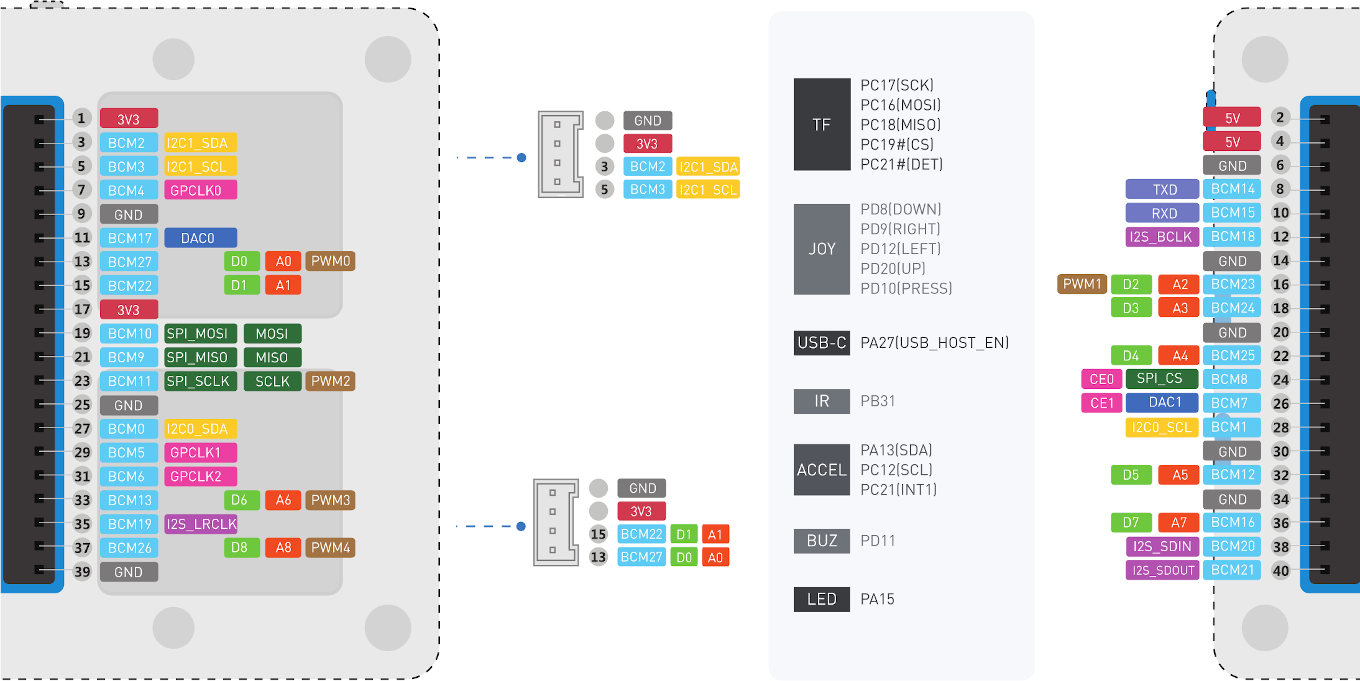 1 3V3
3 BCM2 I2C1_SDA
5 BCM3 I2C1_SCL
7 BCM4 GPCLK0
9 GND
11 BCM17 DAC0
13 BCM27 D0 A0 PWM0
15 BCM22 D1 A1
17 3V3
19 BCM10 SPI_MOSI MOSI
21 BCM9 SPI_MISO MISO
23 BCM11 SPI_SCLK SCLK PWM2
25 GND
27 BCM0 I2C0_SDA
29 BCM5 GPCLK1
31 BCM6 GPCLK2
33 BCM13 D6 A6 PWM3
35 BCM19 I2S_LRCLK
37 BCM26 D8 A8 PWM4
39 GND
GND
3V3
3 BCM2 I2C1_SDA
5 BCM3 I2C1_SCL
GND
3V3
15 BCM22 D1 A1
13 BCM27 D0 A0
TF
PC17(SCK)
PC16(MOSI)
PC18(MISO)
PC19#(CS)
PC21#(DET)
JOY
PD8(DOWN)
PD9(RIGHT)
PD12(LEFT)
PD20(UP)
PD10(PRESS)
USB-C PA27(USB_HOST_EN)
IR PB31
ACCEL
PA13(SDA)
PC12(SCL)
PC21(INT1)
BUZ PD11
LED PA15
5V 2
5V 4
GND 6
TXD BCM14 8
RXD BCM15 10
I2S_BCLK BCM18 12
GND 14
PWM1 D2 A2 BCM23 16
D3 A3 BCM24 18
GND 20
D4 A4 BCM25 22
CE0 SPI_CS BCM8 24
CE1 DAC1 BCM7 26
I2C0_SCL BCM1 28
GND 30
D5 A5 BCM12 32
GND 34
D7 A7 BCM16 36
I2S_SDIN BCM20 38
I2S_SDOUT BCM21 40